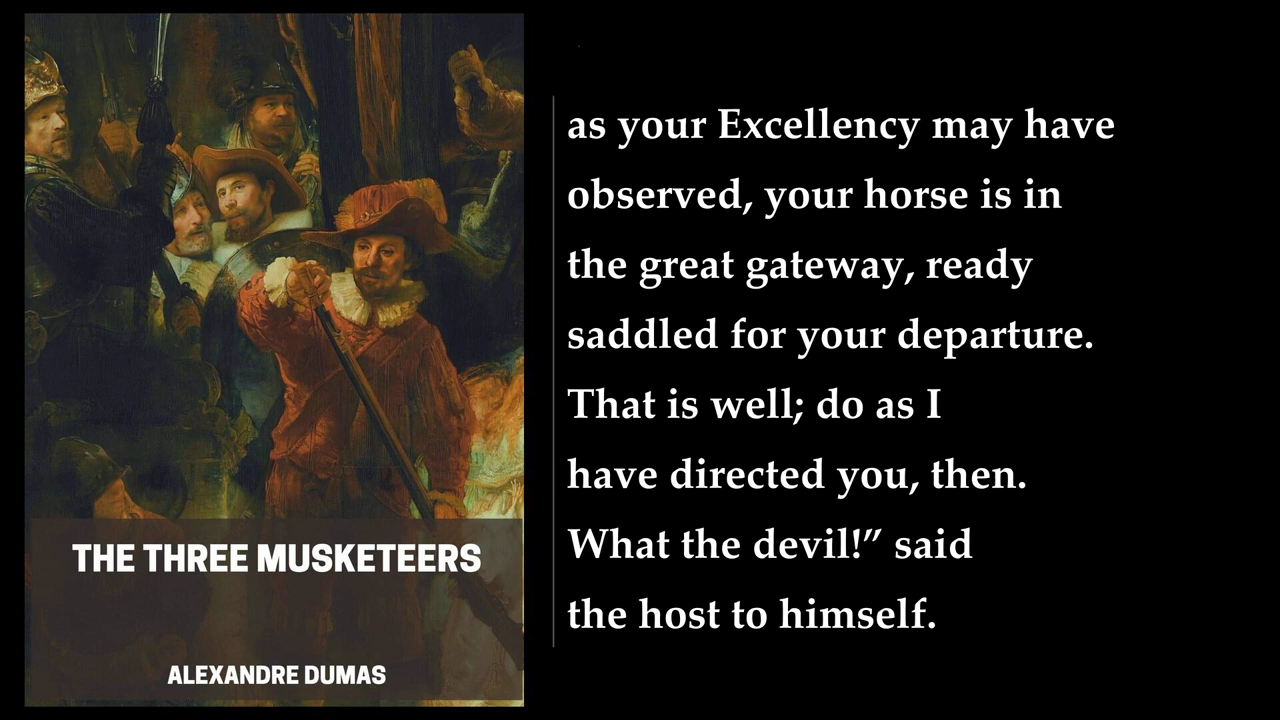 THE THREE MUSKETEERS
ALEXANDRE DUMAS
as your Excellency may have
observed, your horse is in
the great gateway, ready
saddled for your departure.
That is well; do as I
have directed you, then.
What the devil!” said
the host to himself.